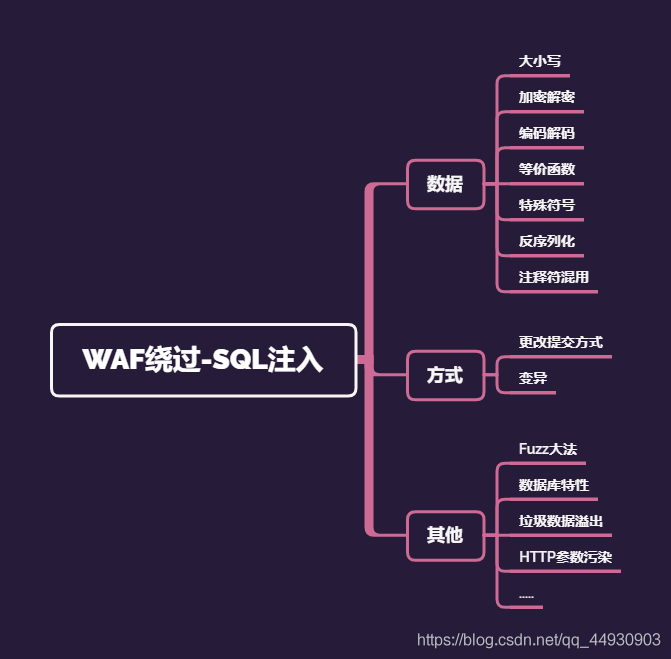 WAF绕过-SQL注入
数据
大小写
加密解密
编码解码
等价函数
特殊符号
反序列化
注释符混用
方式
更改提交方式
变异
其他
Fuzz大法
数据库特性
垃圾数据溢出
HTTP参数污染
.....
https://blog.csdn.net/qq_44930903